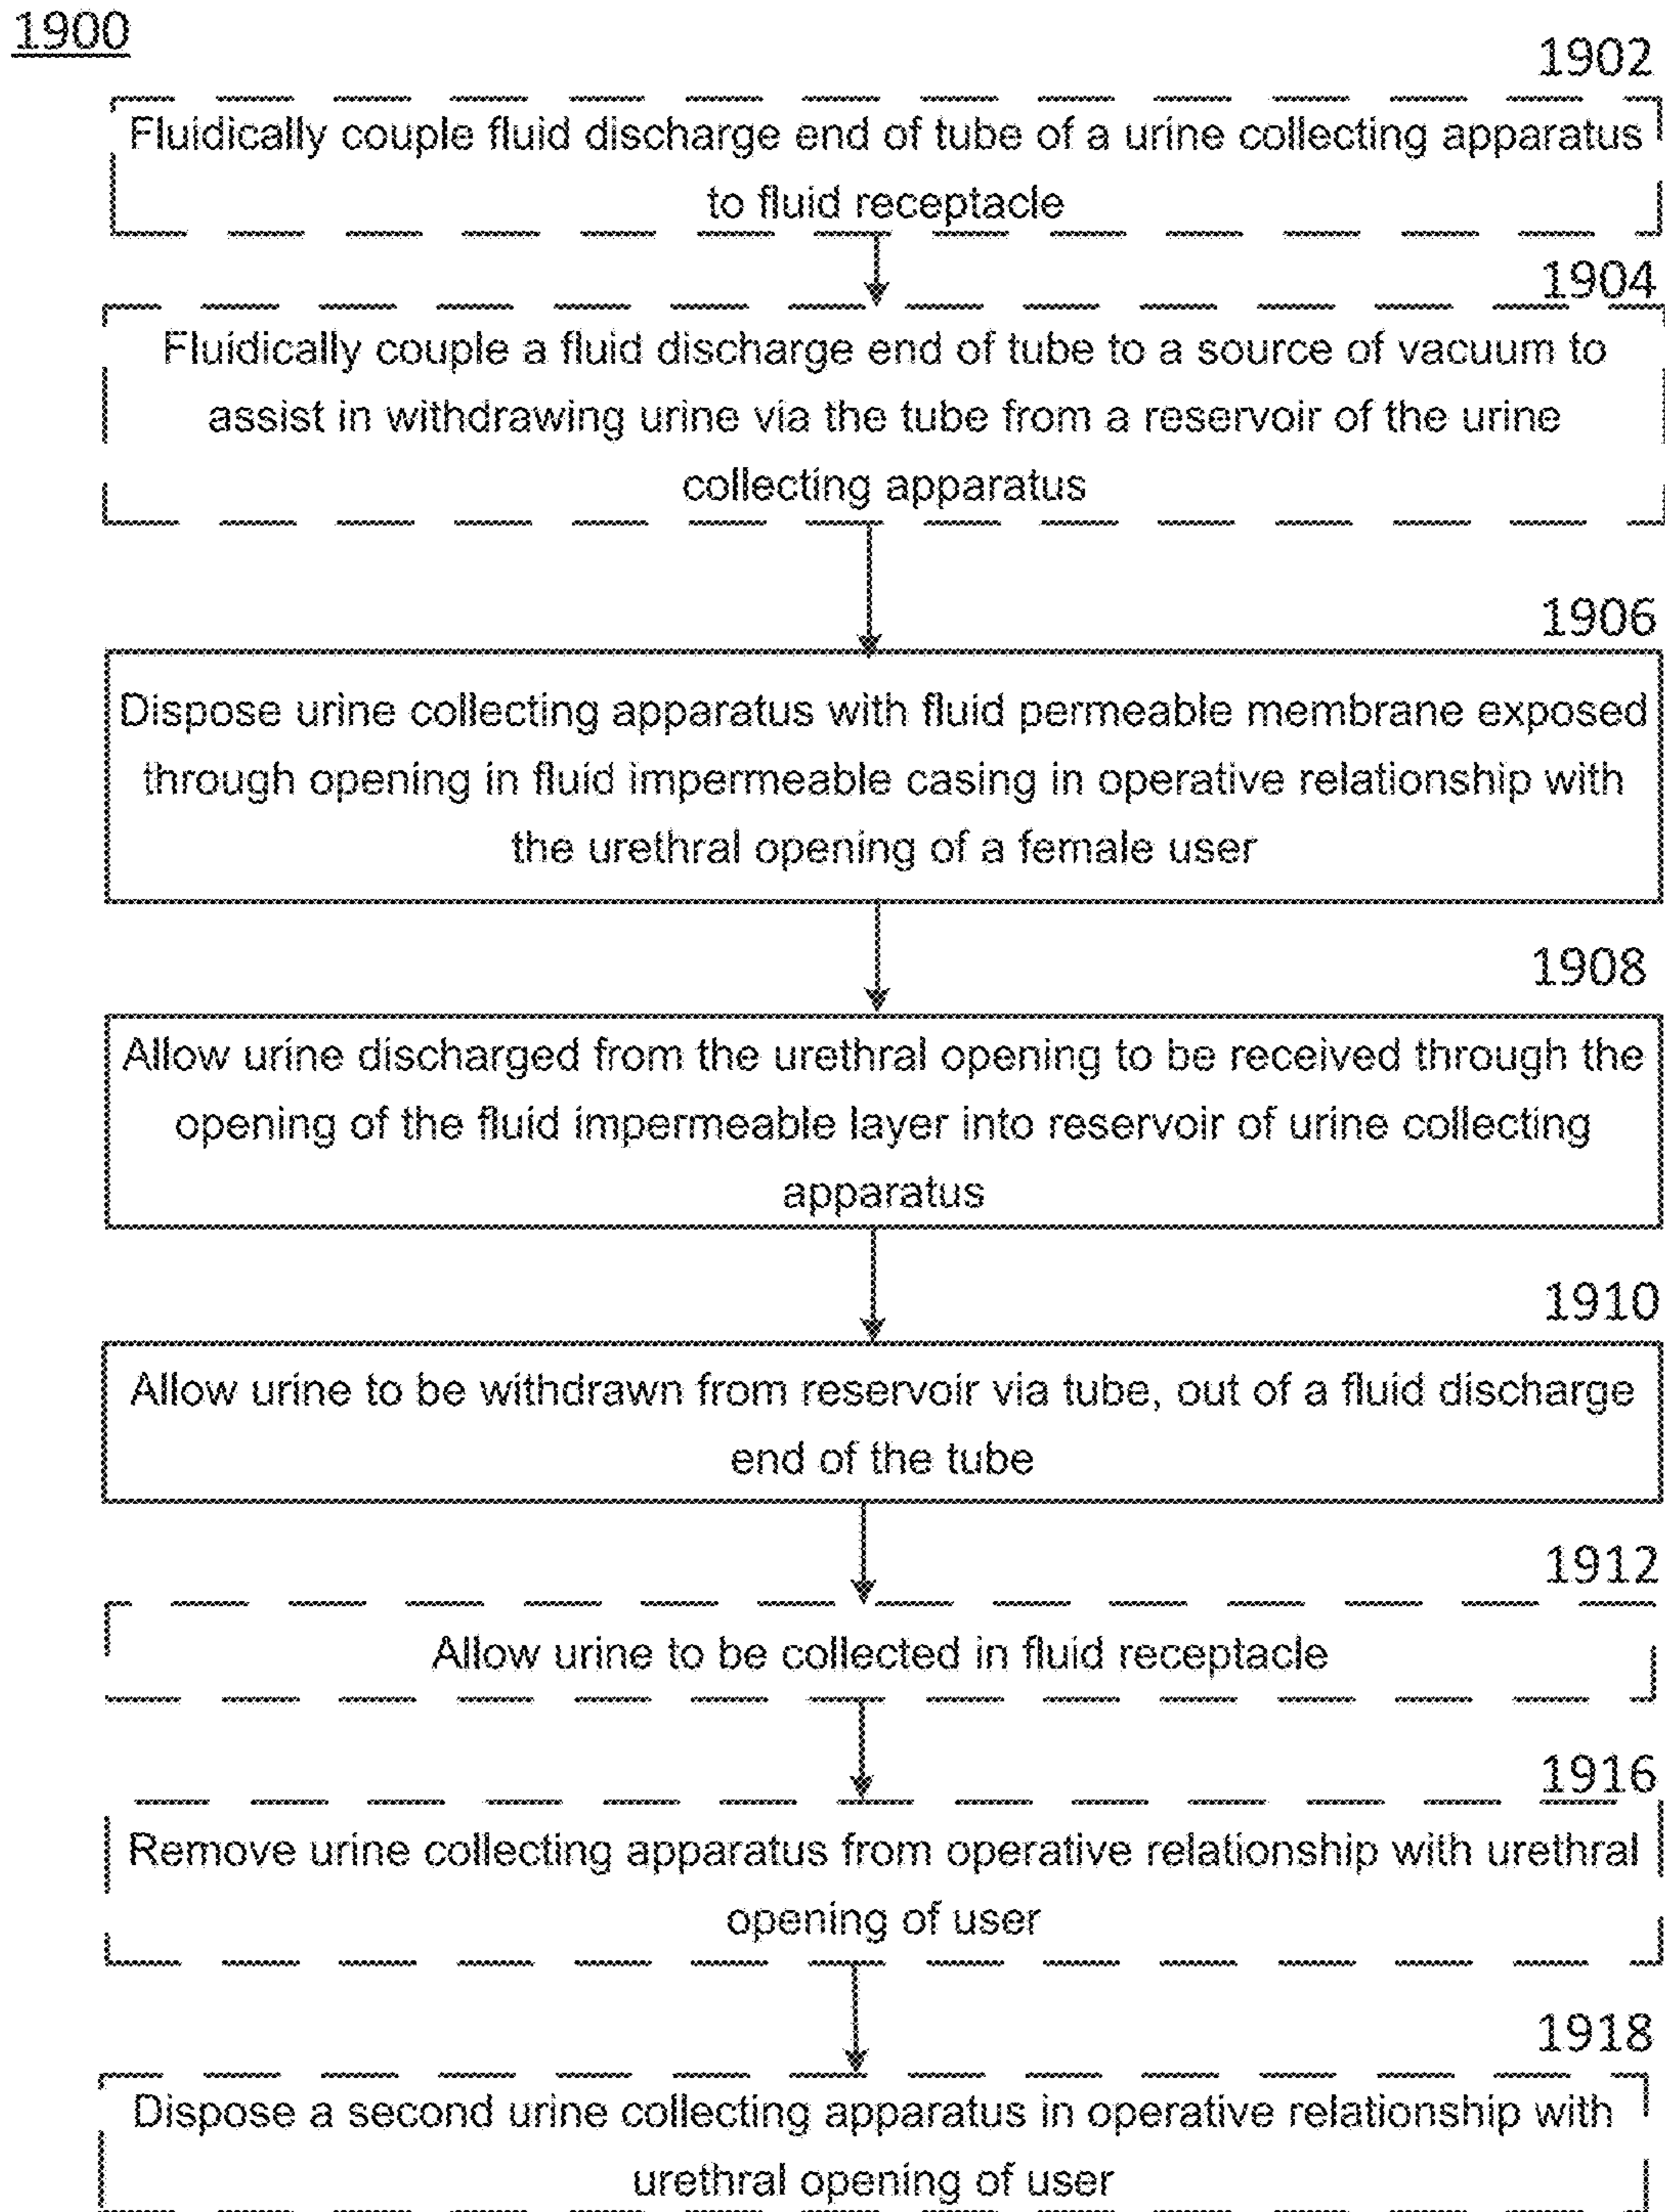 1900
1902
Fluidically couple fluid discharge end of tube of a urine collecting apparatus
to fluid receptacle
1904
Fluidically couple a fluid discharge end of tube to a source of vacuum to
assist in withdrawing urine via the tube from a reservoir of the urine
collecting apparatus
1906
Dispose urine collecting apparatus with fluid permeable membrane exposed
through opening in fluid impermeable casing in operative relationship with
the urethral opening of a female user
1908
Allow urine discharged from the urethral opening to be received through the
opening of the fluid impermeable layer into reservoir of urine collecting
apparatus
1910
Allow urine to be withdrawn from reservoir via tube, out of a fluid discharge
end of the tube
1912
Allow urine to be collected in fluid receptacle
1916
Remove urine collecting apparatus from operative relationship with urethral
opening of user
1918
Dispose a second urine collecting apparatus in operative relationship with
urethral opening of user